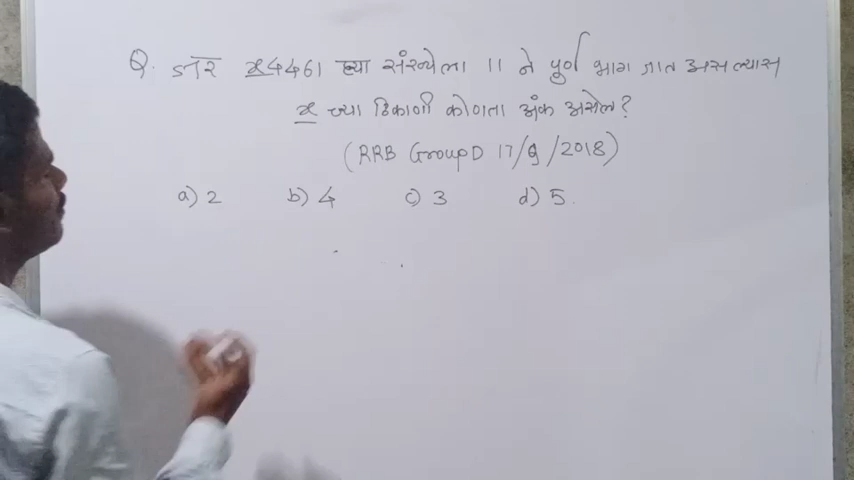 Q. जर x4461 ह्या संख्येला 11 ने पुर्ण भाग जात असल्यास
x च्या ठिकाणी कोणता अंक असेल?
(RRB GroupD 17/9/2018)
a) 2 b) 4 c) 3 d) 5.